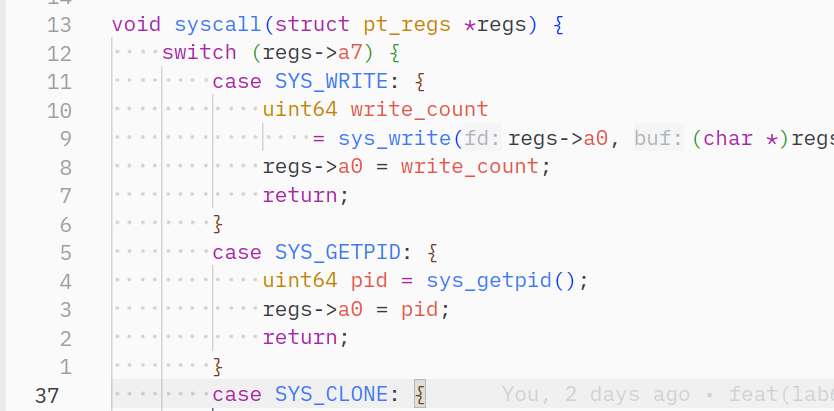 13 void syscall(struct pt_regs *regs) {
12 switch (regs->a7) {
11 case SYS_WRITE: {
10 uint64 write_count
9 = sys_write(fd: regs->a0, buf: (char *)regs
8 regs->a0 = write_count;
7 return;
6 }
5 case SYS_GETPID: {
4 uint64 pid = sys_getpid();
3 regs->a0 = pid;
2 return;
1 }
37 case SYS_CLONE: { You, 2 days ago • feat(lab